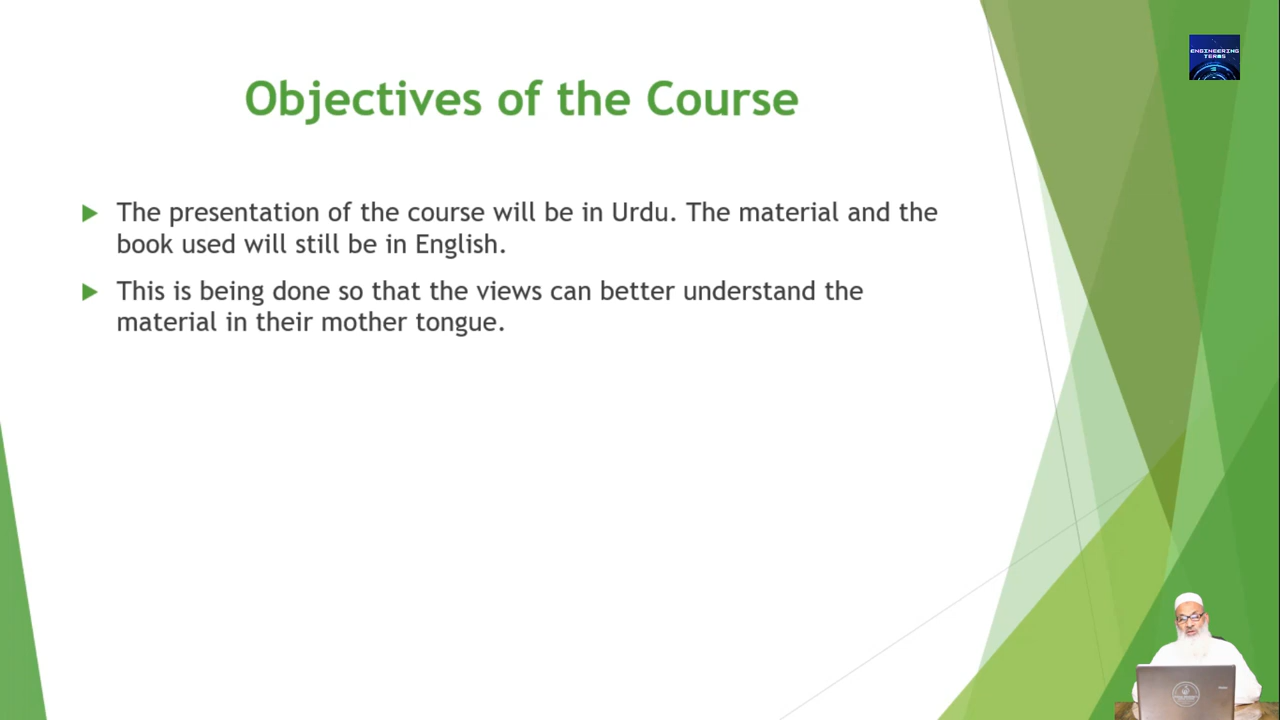 ENGINEERING
TERMS
Objectives of the Course
The presentation of the course will be in Urdu. The material and the
book used will still be in English.
This is being done so that the views can better understand the
material in their mother tongue.